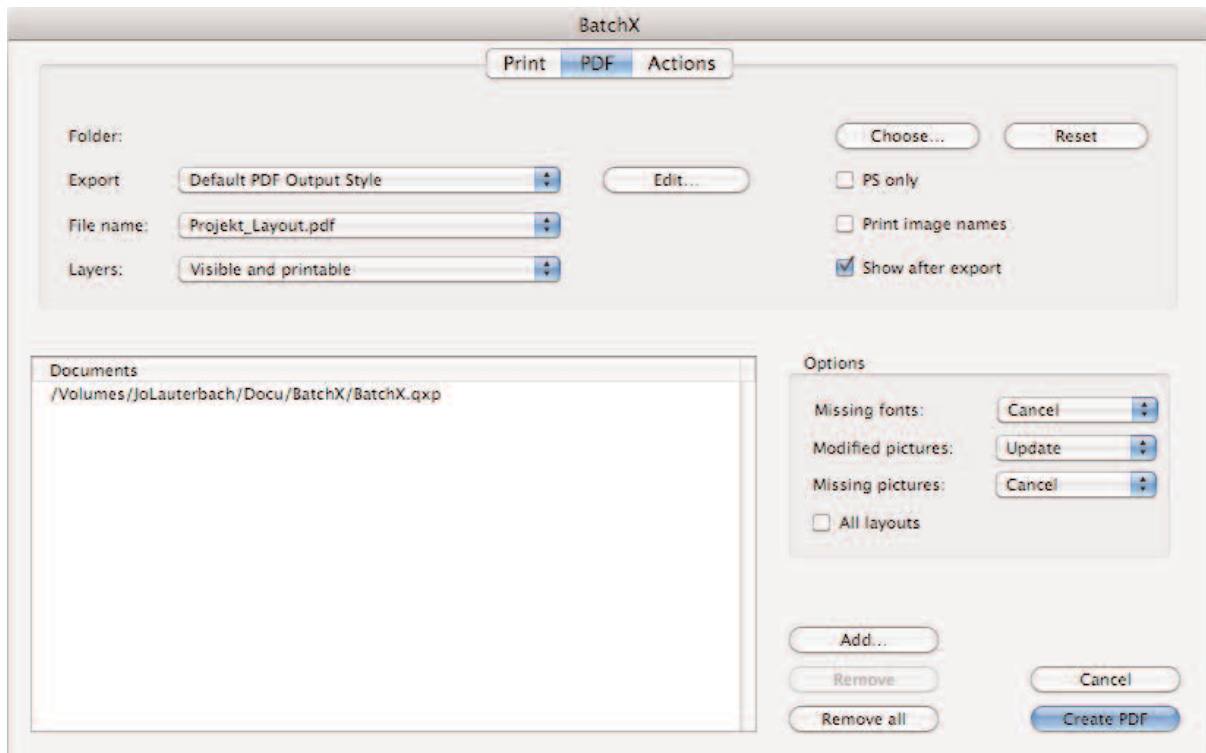 BatchX
Print PDF Actions
Folder: Choose... Reset
Export Default PDF Output Style Edit... PS only
File name: Projekt_Layout.pdf Print image names
Layers: Visible and printable Show after export
Documents
/Volumes/JoLauterbach/Docu/BatchX/BatchX.qxp
Options
Missing fonts: Cancel
Modified pictures: Update
Missing pictures: Cancel
All layouts
Add...
Remove Cancel
Remove all Create PDF